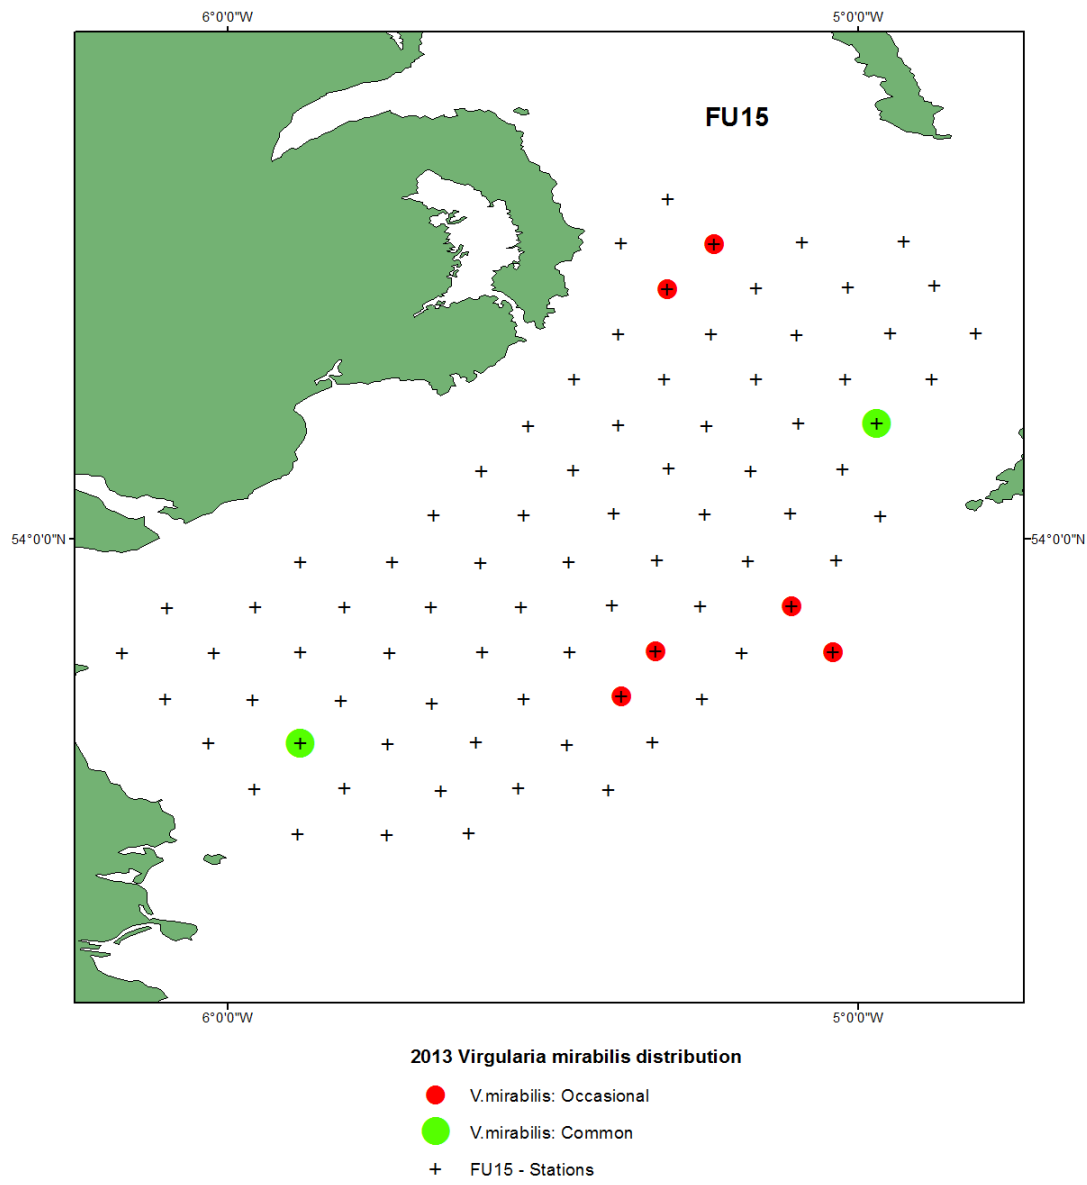 6°0'0"W 5°0'0"W
FU15
54°0'0"N 54°0'0"N
6°0'0"W 5°0'0"W
2013 Virgularia mirabilis distribution
V.mirabilis: Occasional
V.mirabilis: Common
FU15 - Stations